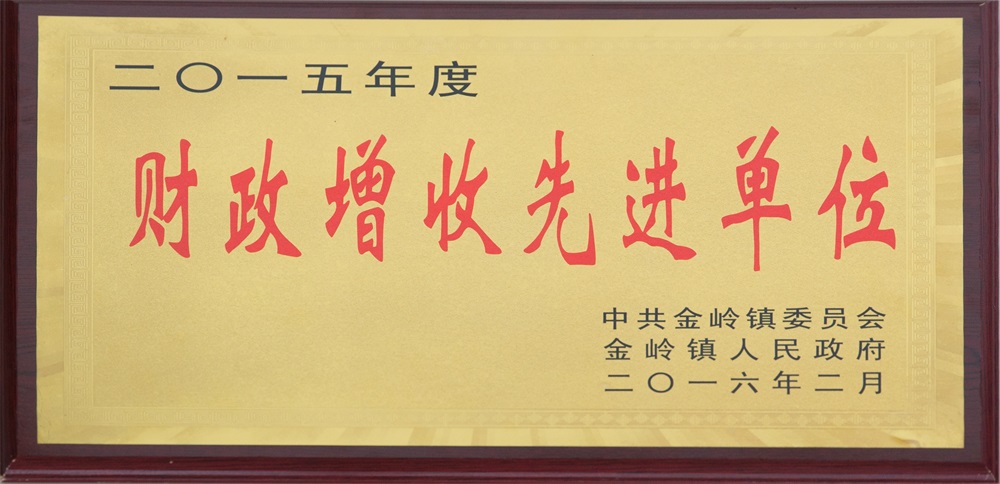 二〇一五年度
财政增收先进单位
中共金岭镇委员会
金岭镇人民政府
二〇一六年二月